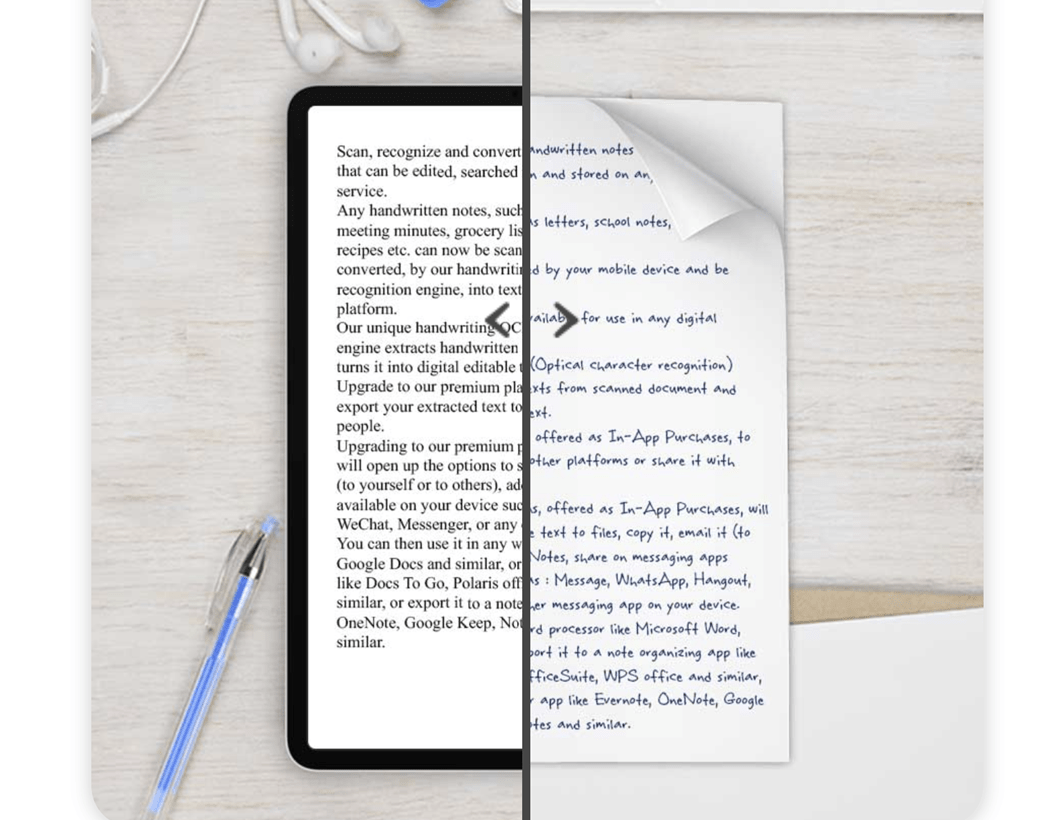 Scan, recognize and convert
that can be edited, searched
service.
Any handwritten notes, such
meeting minutes, grocery lis
recipes etc. can now be scan
converted, by our handwriti
recognition engine, into text
platform.
Our unique handwriting OC
engine extracts handwritten
turns it into digital editable t
Upgrade to our premium pla
export your extracted text to
people.
Upgrading to our premium p
will open up the options to s
(to yourself or to others), ad
available on your device suc
WeChat, Messenger, or any
You can then use it in any w
Google Docs and similar, or
like Docs To Go, Polaris off
similar, or export it to a note
OneNote, Google Keep, Not
similar.
andwritten notes
n and stored on an
s letters, school notes,
d by your mobile device and be
vailab for use in any digital
(Optical character recognition)
exts from scanned document and
ext.
offered as In-App Purchases, to
other platforms or share it with
s, offered as In-App Purchases, will
e text to files, copy it, email it (to
Notes, share on messaging apps
as : Message, WhatsApp, Hangout,
her messaging app on your device.
rd processor like Microsoft Word,
port it to a note organizing app like
fficeSuite, WPS office and similar,
r app like Evernote, OneNote, Google
tes and similar.